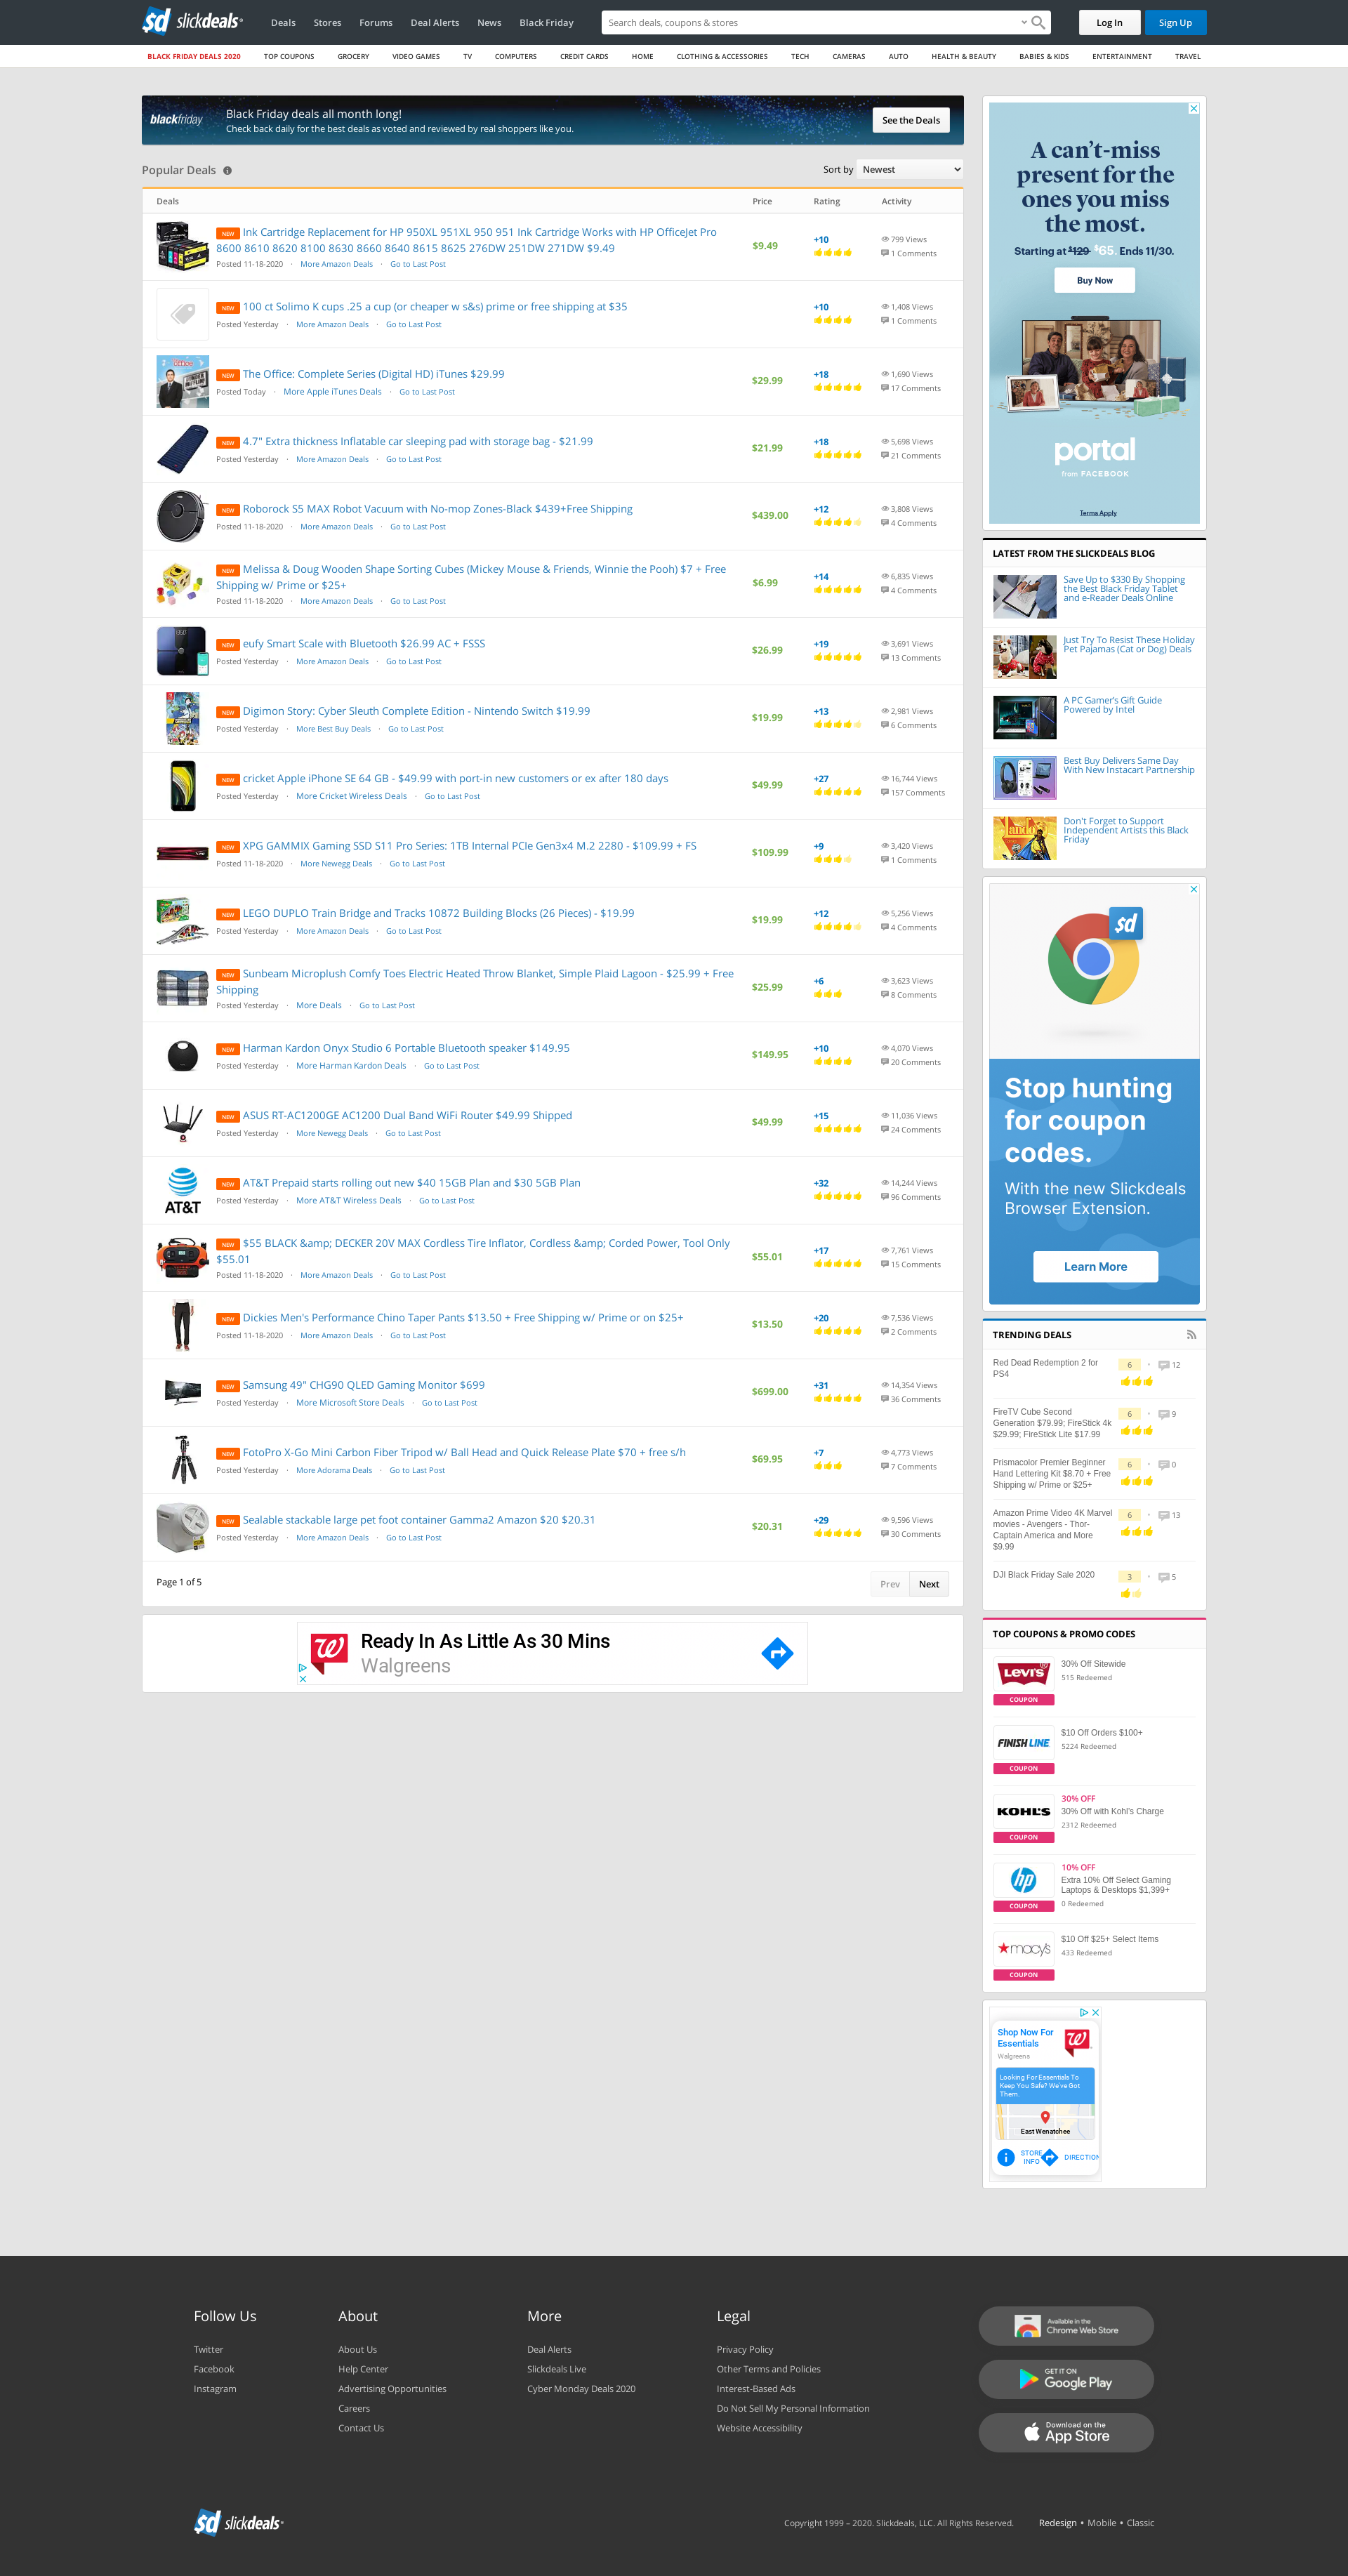 slickdeals
Deals
Stores
Forums
Deal Alerts
News
Black Friday
Search deals, coupons & stores
Log In
Sign Up
BLACK FRIDAY DEALS 2020
TOP COUPONS
GROCERY
VIDEO GAMES
TV
COMPUTERS
CREDIT CARDS
HOME
CLOTHING & ACCESSORIES
TECH
CAMERAS
AUTO
HEALTH & BEAUTY
BABIES & KIDS
ENTERTAINMENT
TRAVEL
blackfriday
Black Friday deals all month long!
Check back daily for the best deals as voted and reviewed by real shoppers like you.
See the Deals
Popular Deals
Sort by Newest
Deals Price Rating Activity
NEW Ink Cartridge Replacement for HP 950XL 951XL 950 951 Ink Cartridge Works with HP OfficeJet Pro
8600 8610 8620 8100 8630 8660 8640 8615 8625 276DW 251DW 271DW $9.49
Posted 11-18-2020 · More Amazon Deals · Go to Last Post
$9.49
+10
799 Views
1 Comments
NEW 100 ct Solimo K cups .25 a cup (or cheaper w s&s) prime or free shipping at $35
Posted Yesterday · More Amazon Deals · Go to Last Post
+10
1,408 Views
1 Comments
NEW The Office: Complete Series (Digital HD) iTunes $29.99
Posted Today · More Apple iTunes Deals · Go to Last Post
$29.99
+18
1,690 Views
17 Comments
NEW 4.7" Extra thickness Inflatable car sleeping pad with storage bag - $21.99
Posted Yesterday · More Amazon Deals · Go to Last Post
$21.99
+18
5,698 Views
21 Comments
NEW Roborock S5 MAX Robot Vacuum with No-mop Zones-Black $439+Free Shipping
Posted 11-18-2020 · More Amazon Deals · Go to Last Post
$439.00
+12
3,808 Views
4 Comments
NEW Melissa & Doug Wooden Shape Sorting Cubes (Mickey Mouse & Friends, Winnie the Pooh) $7 + Free
Shipping w/ Prime or $25+
Posted 11-18-2020 · More Amazon Deals · Go to Last Post
$6.99
+14
6,835 Views
4 Comments
NEW eufy Smart Scale with Bluetooth $26.99 AC + FSSS
Posted Yesterday · More Amazon Deals · Go to Last Post
$26.99
+19
3,691 Views
13 Comments
NEW Digimon Story: Cyber Sleuth Complete Edition - Nintendo Switch $19.99
Posted Yesterday · More Best Buy Deals · Go to Last Post
$19.99
+13
2,981 Views
6 Comments
NEW cricket Apple iPhone SE 64 GB - $49.99 with port-in new customers or ex after 180 days
Posted Yesterday · More Cricket Wireless Deals · Go to Last Post
$49.99
+27
16,744 Views
157 Comments
NEW XPG GAMMIX Gaming SSD S11 Pro Series: 1TB Internal PCIe Gen3x4 M.2 2280 - $109.99 + FS
Posted 11-18-2020 · More Newegg Deals · Go to Last Post
$109.99
+9
3,420 Views
1 Comments
NEW LEGO DUPLO Train Bridge and Tracks 10872 Building Blocks (26 Pieces) - $19.99
Posted Yesterday · More Amazon Deals · Go to Last Post
$19.99
+12
5,256 Views
4 Comments
NEW Sunbeam Microplush Comfy Toes Electric Heated Throw Blanket, Simple Plaid Lagoon - $25.99 + Free
Shipping
Posted Yesterday · More Deals · Go to Last Post
$25.99
+6
3,623 Views
8 Comments
NEW Harman Kardon Onyx Studio 6 Portable Bluetooth speaker $149.95
Posted Yesterday · More Harman Kardon Deals · Go to Last Post
$149.95
+10
4,070 Views
20 Comments
NEW ASUS RT-AC1200GE AC1200 Dual Band WiFi Router $49.99 Shipped
Posted Yesterday · More Newegg Deals · Go to Last Post
$49.99
+15
11,036 Views
24 Comments
AT&T
NEW AT&T Prepaid starts rolling out new $40 15GB Plan and $30 5GB Plan
Posted Yesterday · More AT&T Wireless Deals · Go to Last Post
+32
14,244 Views
96 Comments
NEW $55 BLACK &amp; DECKER 20V MAX Cordless Tire Inflator, Cordless &amp; Corded Power, Tool Only
$55.01
Posted 11-18-2020 · More Amazon Deals · Go to Last Post
$55.01
+17
7,761 Views
15 Comments
NEW Dickies Men's Performance Chino Taper Pants $13.50 + Free Shipping w/ Prime or on $25+
Posted 11-18-2020 · More Amazon Deals · Go to Last Post
$13.50
+20
7,536 Views
2 Comments
NEW Samsung 49" CHG90 QLED Gaming Monitor $699
Posted Yesterday · More Microsoft Store Deals · Go to Last Post
$699.00
+31
14,354 Views
36 Comments
NEW FotoPro X-Go Mini Carbon Fiber Tripod w/ Ball Head and Quick Release Plate $70 + free s/h
Posted Yesterday · More Adorama Deals · Go to Last Post
$69.95
+7
4,773 Views
7 Comments
NEW Sealable stackable large pet foot container Gamma2 Amazon $20 $20.31
Posted Yesterday · More Amazon Deals · Go to Last Post
$20.31
+29
9,596 Views
30 Comments
Page 1 of 5
Prev
Next
Ready In As Little As 30 Mins
Walgreens
A can't-miss
present for the
ones you miss
the most.
Starting at $129 $65. Ends 11/30.
Buy Now
portal
from FACEBOOK
Terms Apply
LATEST FROM THE SLICKDEALS BLOG
Save Up to $330 By Shopping
the Best Black Friday Tablet
and e-Reader Deals Online
Just Try To Resist These Holiday
Pet Pajamas (Cat or Dog) Deals
A PC Gamer's Gift Guide
Powered by Intel
Best Buy Delivers Same Day
With New Instacart Partnership
Don't Forget to Support
Independent Artists this Black
Friday
Stop hunting
for coupon
codes.
With the new Slickdeals
Browser Extension.
Learn More
TRENDING DEALS
Red Dead Redemption 2 for
PS4
6 · 12
FireTV Cube Second
Generation $79.99; FireStick 4k
$29.99; FireStick Lite $17.99
6 · 9
Prismacolor Premier Beginner
Hand Lettering Kit $8.70 + Free
Shipping w/ Prime or $25+
6 · 0
Amazon Prime Video 4K Marvel
movies - Avengers - Thor-
Captain America and More
$9.99
6 · 13
DJI Black Friday Sale 2020
3 · 5
TOP COUPONS & PROMO CODES
LEVI'S
COUPON
30% Off Sitewide
515 Redeemed
FINISH LINE
COUPON
$10 Off Orders $100+
5224 Redeemed
KOHL'S
COUPON
30% OFF
30% Off with Kohl's Charge
2312 Redeemed
hp
COUPON
10% OFF
Extra 10% Off Select Gaming
Laptops & Desktops $1,399+
0 Redeemed
macy's
COUPON
$10 Off $25+ Select Items
433 Redeemed
Shop Now For
Essentials
Walgreens
Looking For Essentials To
Keep You Safe? We've Got
Them.
East Wenatchee
STORE
INFO
DIRECTION
Follow Us
Twitter
Facebook
Instagram
About
About Us
Help Center
Advertising Opportunities
Careers
Contact Us
More
Deal Alerts
Slickdeals Live
Cyber Monday Deals 2020
Legal
Privacy Policy
Other Terms and Policies
Interest-Based Ads
Do Not Sell My Personal Information
Website Accessibility
Available in the
Chrome Web Store
GET IT ON
Google Play
Download on the
App Store
slickdeals
Copyright 1999 – 2020. Slickdeals, LLC. All Rights Reserved.
Redesign • Mobile • Classic